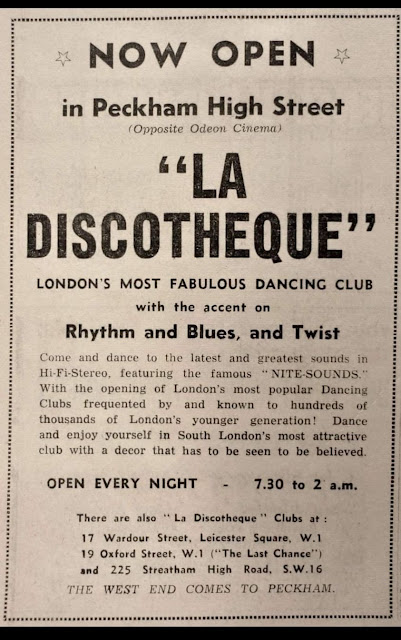 NOW OPEN
in Peckham High Street
(Opposite Odeon Cinema)
"LA
DISCOTHEQUE"
LONDON'S MOST FABULOUS DANCING CLUB
with the accent on
Rhythm and Blues, and Twist
Come and dance to the latest and greatest sounds in
Hi-Fi-Stereo, featuring the famous "NITE-SOUNDS."
With the opening of London's most popular Dancing
Clubs frequented by and known to hundreds of
thousands of London's younger generation! Dance
and enjoy yourself in South London's most attractive
club with a decor that has to be seen to be believed.
OPEN EVERY NIGHT - 7.30 to 2 a.m.
There are also "La Discotheque" Clubs at :
17 Wardour Street, Leicester Square, W.1
19 Oxford Street, W.1 ("The Last Chance")
and 225 Streatham High Road, S.W.16
THE WEST END COMES TO PECKHAM.